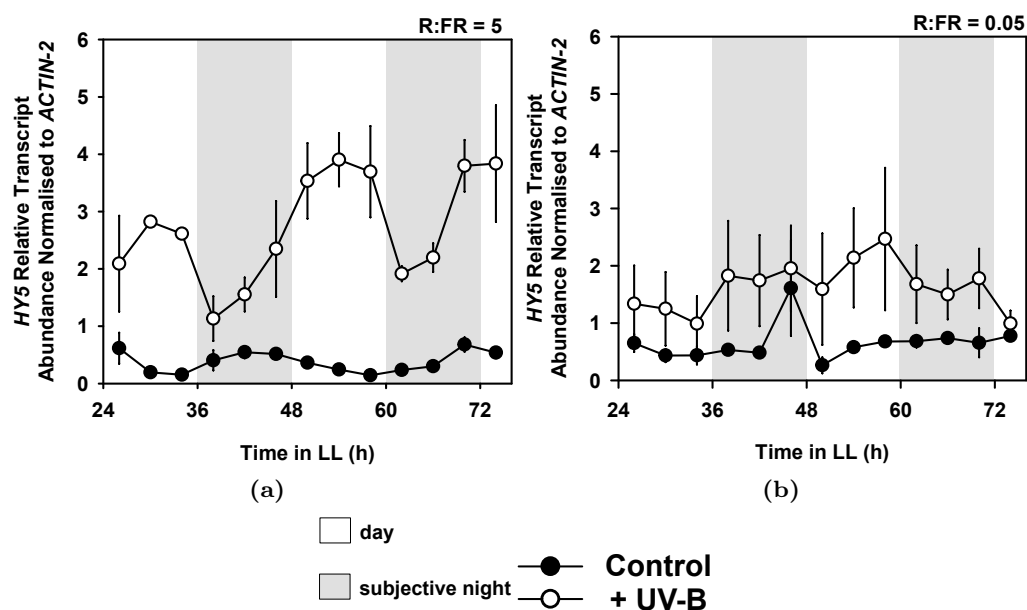 R:FR = 5
HY5 Relative Transcript
Abundance Normalised to ACTIN-2
6
5
4
3
2
1
0
24
36
48
60
72
Time in LL (h)
(a)
R:FR = 0.05
HY5 Relative Transcript
Abundance Normalised to ACTIN-2
6
5
4
3
2
1
0
24
36
48
60
72
Time in LL (h)
(b)
day
subjective night
Control
+ UV-B